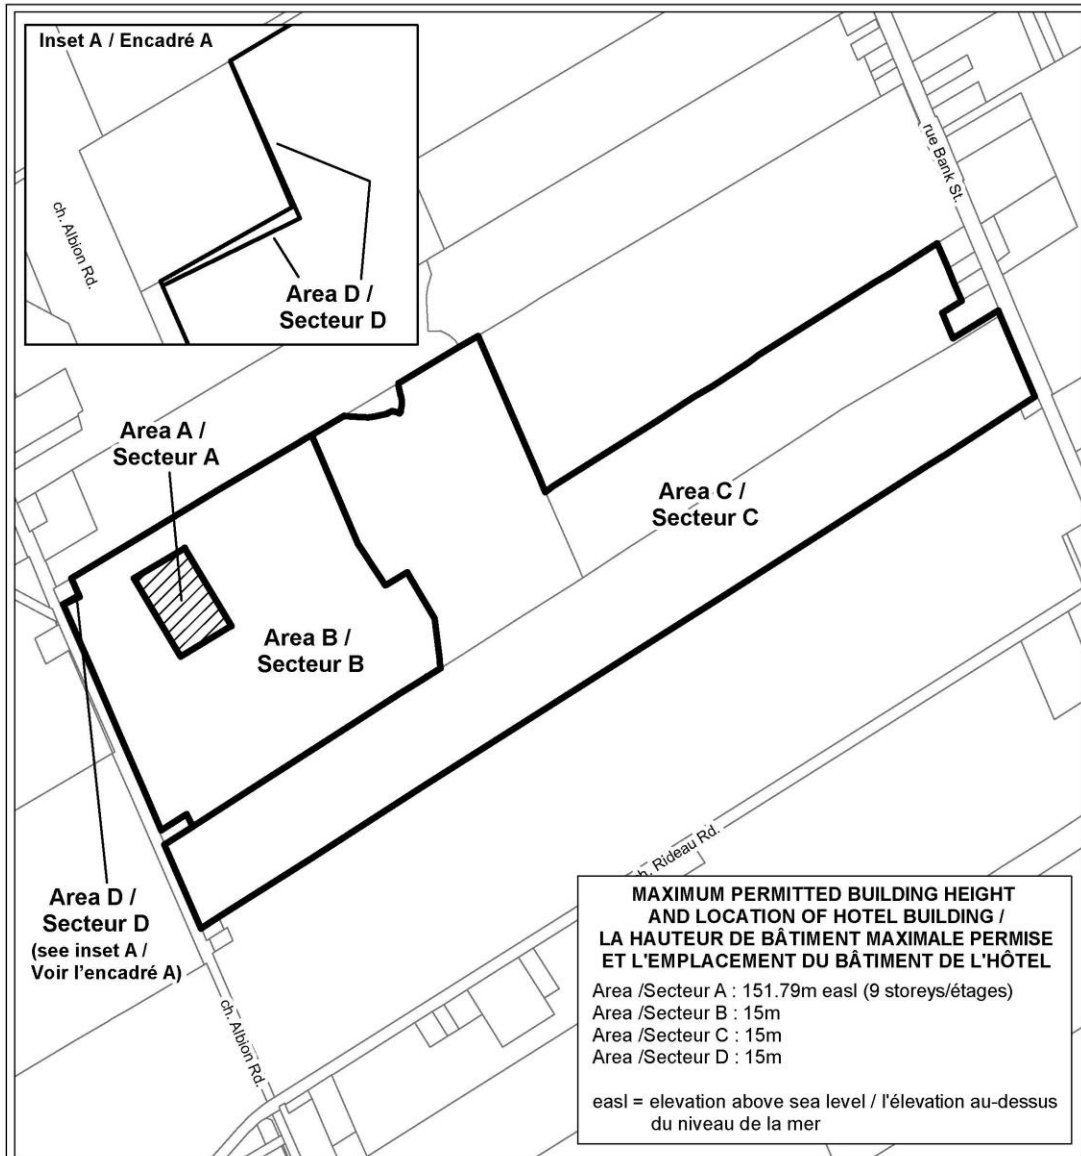 Inset A / Encadré A
ch. Albion Rd.
Area D /
Secteur D
rue Bank St.
Area A /
Secteur A
Area C /
Secteur C
Area B /
Secteur B
Area D /
Secteur D
(see inset A /
Voir l'encadré A)
ch. Albion Rd.
ch. Rideau Rd.
MAXIMUM PERMITTED BUILDING HEIGHT
AND LOCATION OF HOTEL BUILDING /
LA HAUTEUR DE BÂTIMENT MAXIMALE PERMISE
ET L'EMPLACEMENT DU BÂTIMENT DE L'HÔTEL
Area /Secteur A : 151.79m easl (9 storeys/étages)
Area /Secteur B : 15m
Area /Secteur C : 15m
Area /Secteur D : 15m
easl = elevation above sea level / l'élévation au-dessus
du niveau de la mer